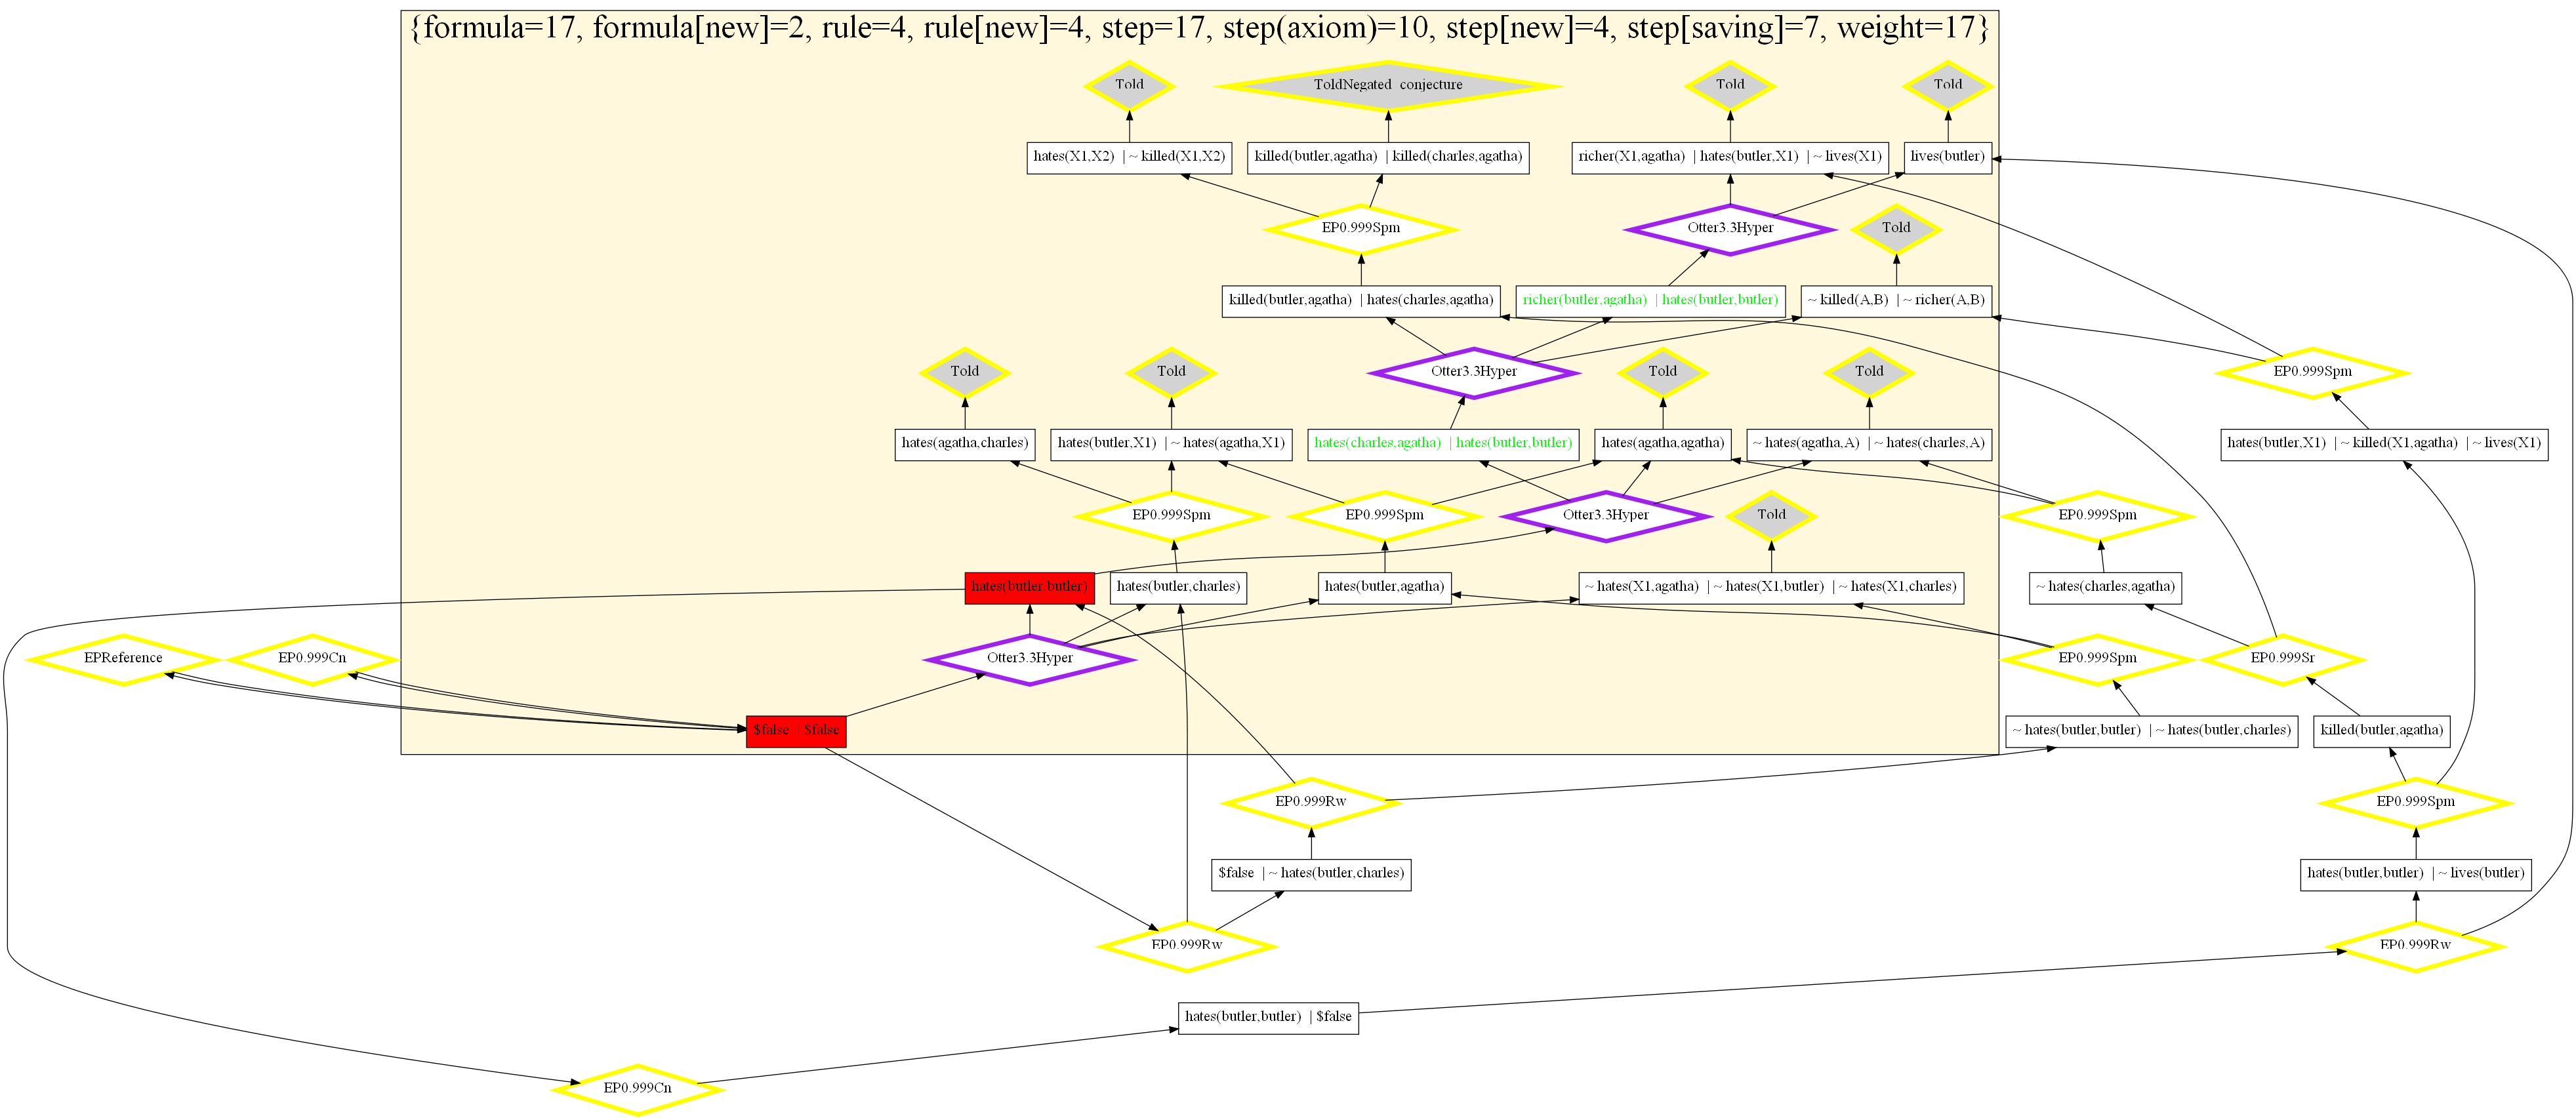 {formula=17, formula[new]=2, rule=4, rule[new]=4, step=17, step(axiom)=10, step[new]=4, step[saving]=7, weight=17}
Told
ToldNegated conjecture
Told
Told
hates(X1,X2) | ~ killed(X1,X2)
killed(butler,agatha) | killed(charles,agatha)
richer(X1,agatha) | hates(butler,X1) | ~ lives(X1)
lives(butler)
EP0.999Spm
Otter3.3Hyper
Told
killed(butler,agatha) | hates(charles,agatha)
richer(butler,agatha) | hates(butler,butler)
~ killed(A,B) | ~ richer(A,B)
Told
Told
Otter3.3Hyper
Told
Told
EP0.999Spm
hates(agatha,charles)
hates(butler,X1) | ~ hates(agatha,X1)
hates(charles,agatha) | hates(butler,butler)
hates(agatha,agatha)
~ hates(agatha,A) | ~ hates(charles,A)
hates(butler,X1) | ~ killed(X1,agatha) | ~ lives(X1)
EP0.999Spm
EP0.999Spm
Otter3.3Hyper
Told
EP0.999Spm
hates(butler,butler)
hates(butler,charles)
hates(butler,agatha)
~ hates(X1,agatha) | ~ hates(X1,butler) | ~ hates(X1,charles)
~ hates(charles,agatha)
EPReference
EP0.999Cn
Otter3.3Hyper
EP0.999Spm
EP0.999Sr
$false | $false
~ hates(butler,butler) | ~ hates(butler,charles)
killed(butler,agatha)
EP0.999Rw
EP0.999Spm
$false | ~ hates(butler,charles)
hates(butler,butler) | ~ lives(butler)
EP0.999Rw
EP0.999Rw
hates(butler,butler) | $false
EP0.999Cn